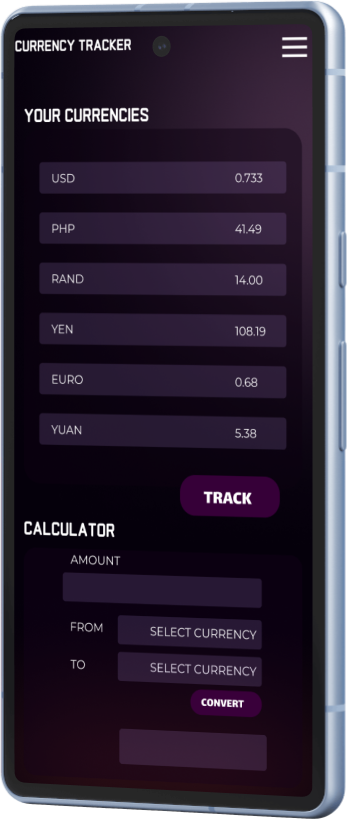 CURRENCY TRACKER
YOUR CURRENCIES
USD 0.733
PHP 41.49
RAND 14.00
YEN 108.19
EURO 0.68
YUAN 5.38
TRACK
CALCULATOR
AMOUNT
FROM SELECT CURRENCY
TO SELECT CURRENCY
CONVERT